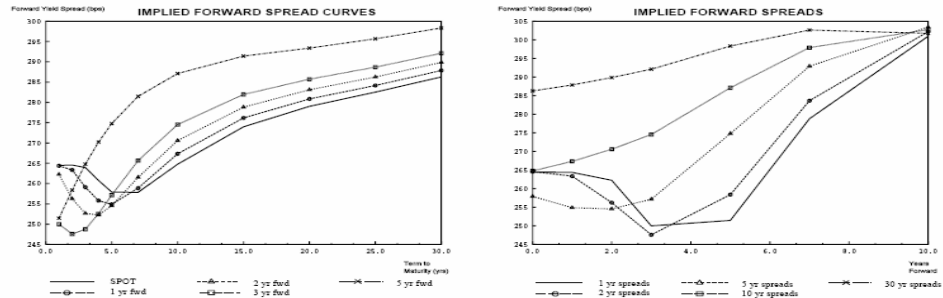 Forward Yield Spread (bps)
IMPLIED FORWARD SPREAD CURVES
300
295
290
285
280
275
270
265
260
255
250
245
0.0 5.0 10.0 15.0 20.0 25.0 30.0
Term to
Maturity (yrs)
SPOT
1 yr fwd
2 yr fwd
3 yr fwd
5 yr fwd
Forward Yield Spread (bps)
IMPLIED FORWARD SPREADS
305
300
295
290
285
280
275
270
265
260
255
250
245
0.0 2.0 4.0 6.0 8.0 10.0
Years
Forward
1 yr spreads
2 yr spreads
5 yr spreads
10 yr spreads
30 yr spreads